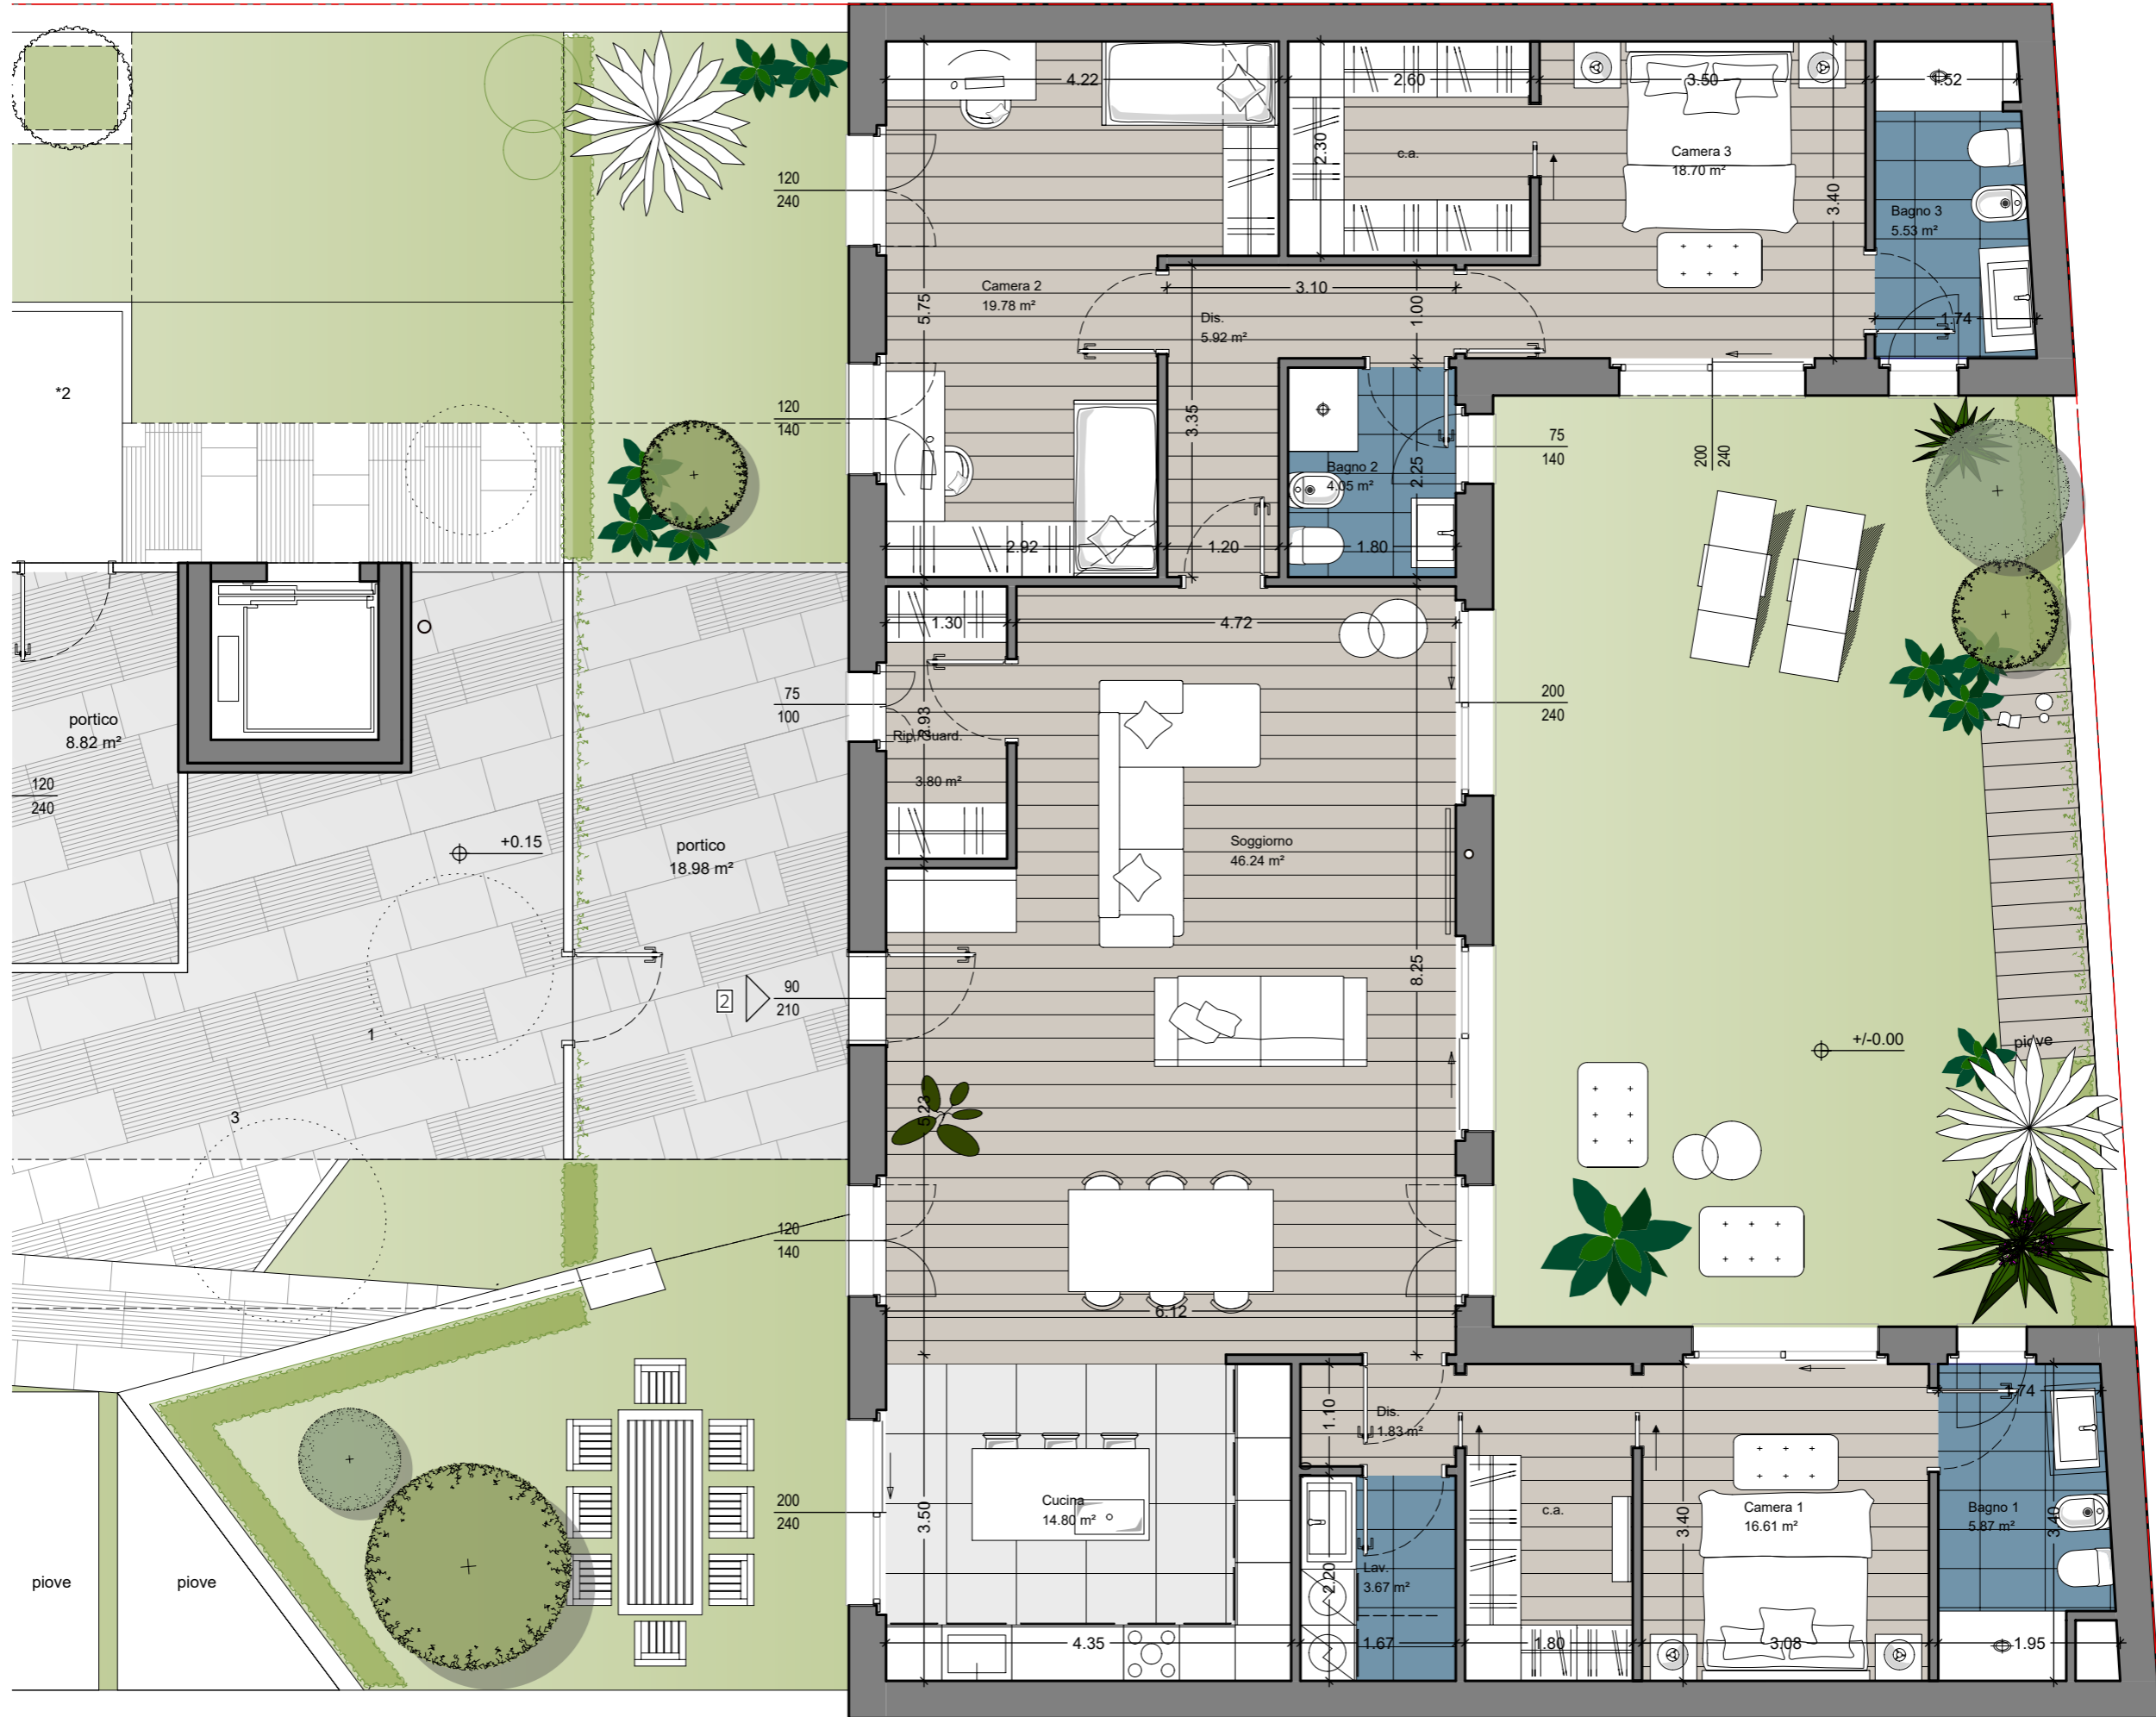 4.22
2.60
3.50
1.52
120
240
2.30
c.a.
Camera 3
18.70 m²
3.40
Bagno 3
5.53 m²
Camera 2
19.78 m²
5.75
3.10
1.00
Dis.
5.92 m²
1.74
*2
120
140
3.35
75
140
200
240
Bagno 2
4.05 m²
2.25
2.92
1.20
1.80
1.30
4.72
portico
8.82 m²
75
100
2.93
Rip./Guard.
3.80 m²
200
240
120
240
+0.15
portico
18.98 m²
Soggiorno
46.24 m²
8.25
2
90
210
1
+/-0.00
piove
3
5.23
120
140
6.12
1.10
Dis.
1.83 m²
1.74
200
240
3.50
Cucina
14.80 m²
c.a.
3.40
Camera 1
16.61 m²
Bagno 1
5.87 m²
3.40
piove
piove
2.20
Lav.
3.67 m²
4.35
1.67
1.80
3.08
1.95